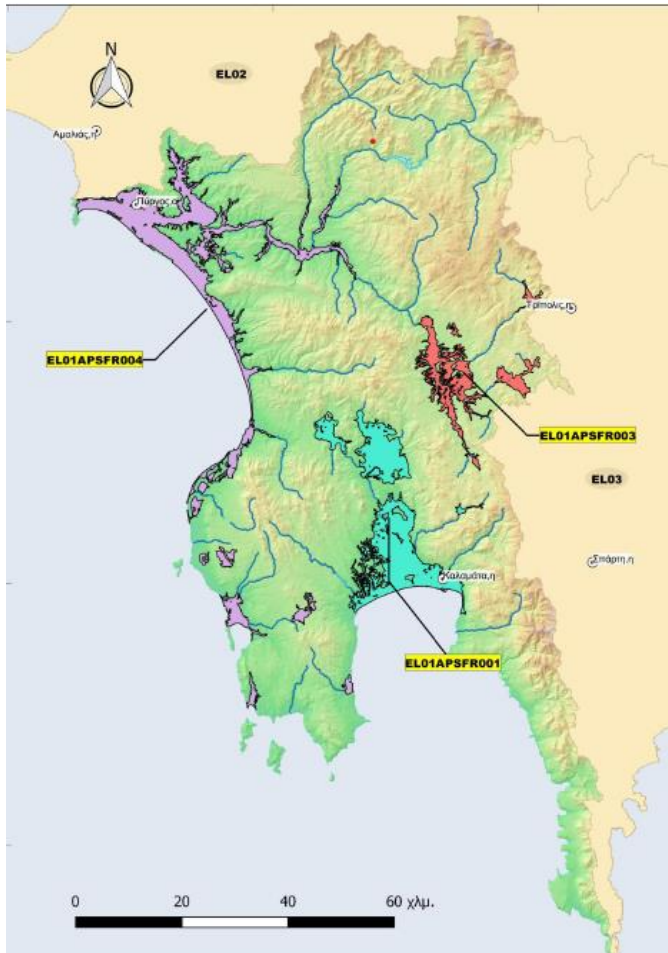 N
EL02
Αμαλιάς,η
Πύργος,ο
Τρίπολις,η
EL01APSFR004
EL01APSFR003
EL03
Σπάρτη,η
Καλαμάτα,η
EL01APSFR001
0 20 40 60 χλμ.